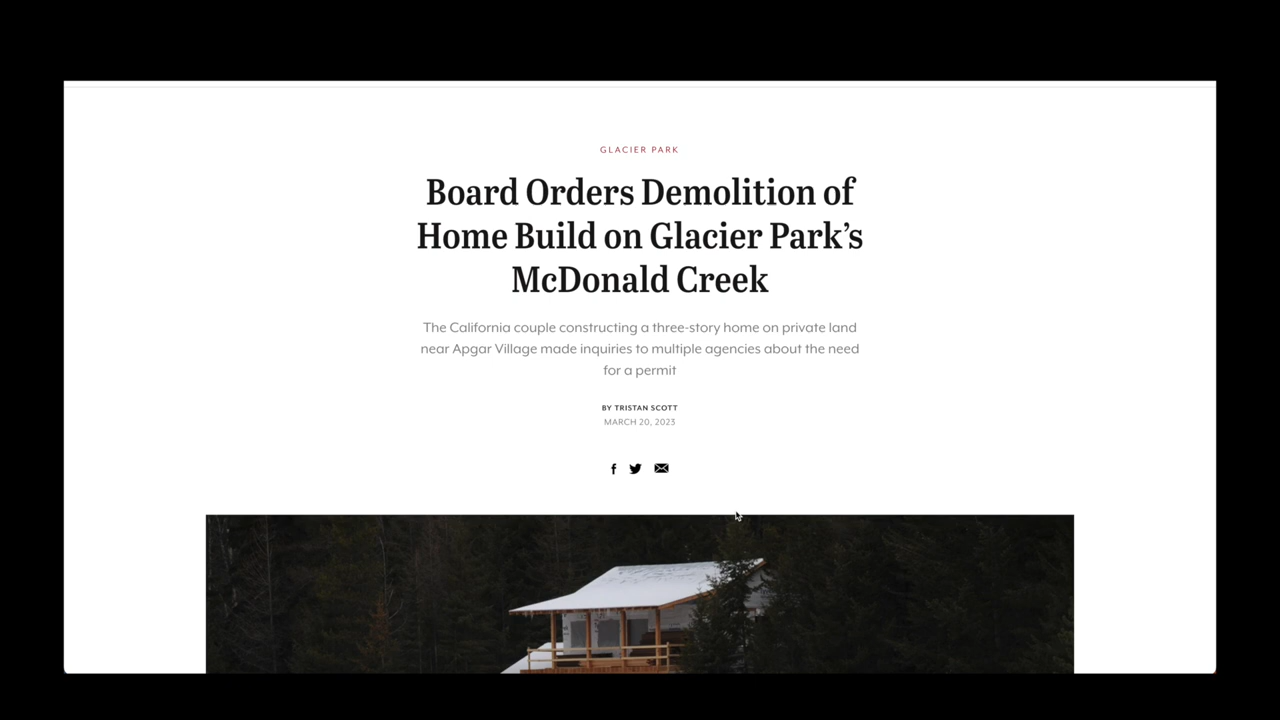 GLACIER PARK
Board Orders Demolition of
Home Build on Glacier Park’s
McDonald Creek
The California couple constructing a three-story home on private land
near Apgar Village made inquiries to multiple agencies about the need
for a permit
BY TRISTAN SCOTT
MARCH 20, 2023